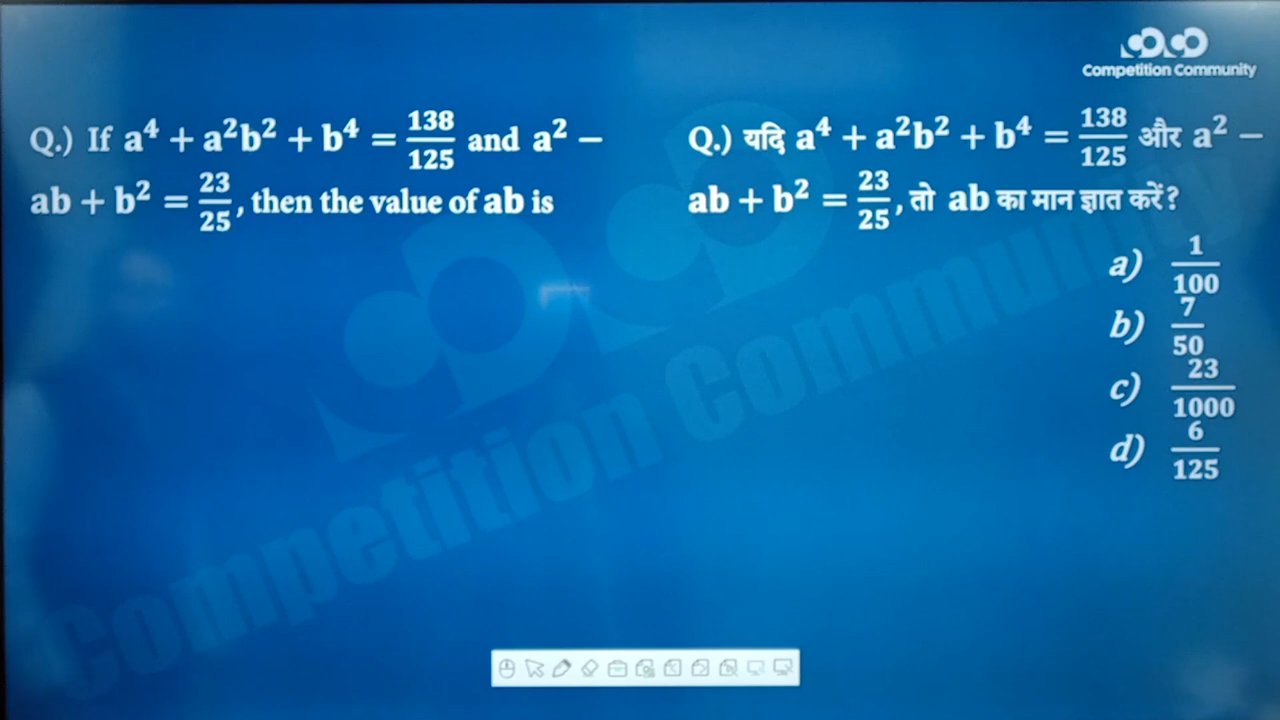 Competition Community
Q.) If a⁴ + a²b² + b⁴ = 138/125 and a² −
ab + b² = 23/25, then the value of ab is
Q.) यदि a⁴ + a²b² + b⁴ = 138/125 और a² −
ab + b² = 23/25, तो ab का मान ज्ञात करें?
a) 1/100
b) 7/50
c) 23/1000
d) 6/125
Competition Community